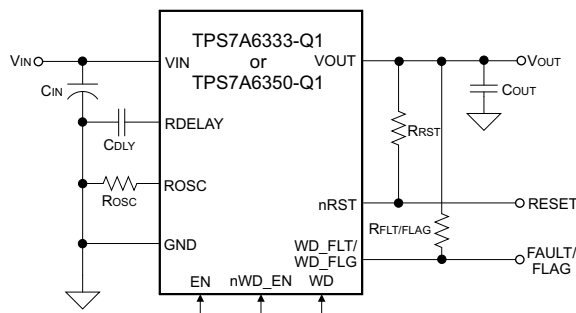 TPS7A6333-Q1
or
TPS7A6350-Q1
VIN
VIN
VOUT
VOUT
CIN
COUT
RDELAY
CDLY
RRST
ROSC
ROSC
nRST
RESET
RFLT/FLAG
GND
WD_FLT/
WD_FLG
FAULT/
FLAG
EN
nWD_EN
WD